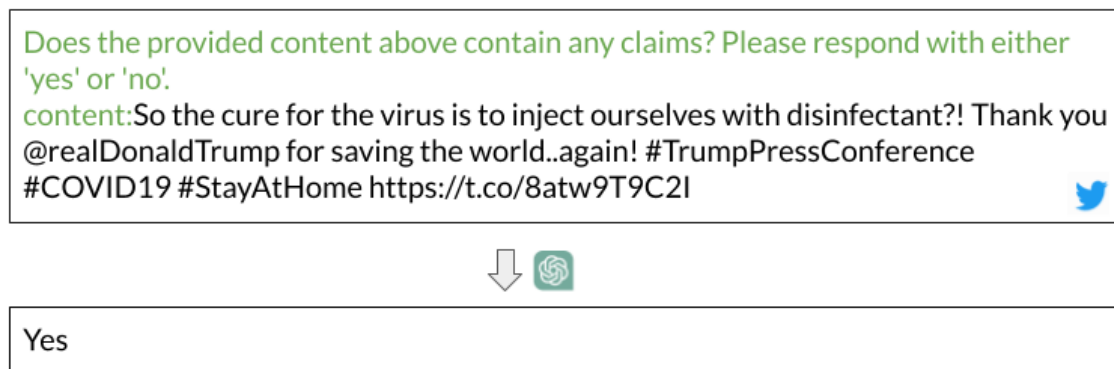 Does the provided content above contain any claims? Please respond with either
'yes' or 'no'.
content:So the cure for the virus is to inject ourselves with disinfectant?! Thank you
@realDonaldTrump for saving the world..again! #TrumpPressConference
#COVID19 #StayAtHome https://t.co/8atw9T9C2I
Yes